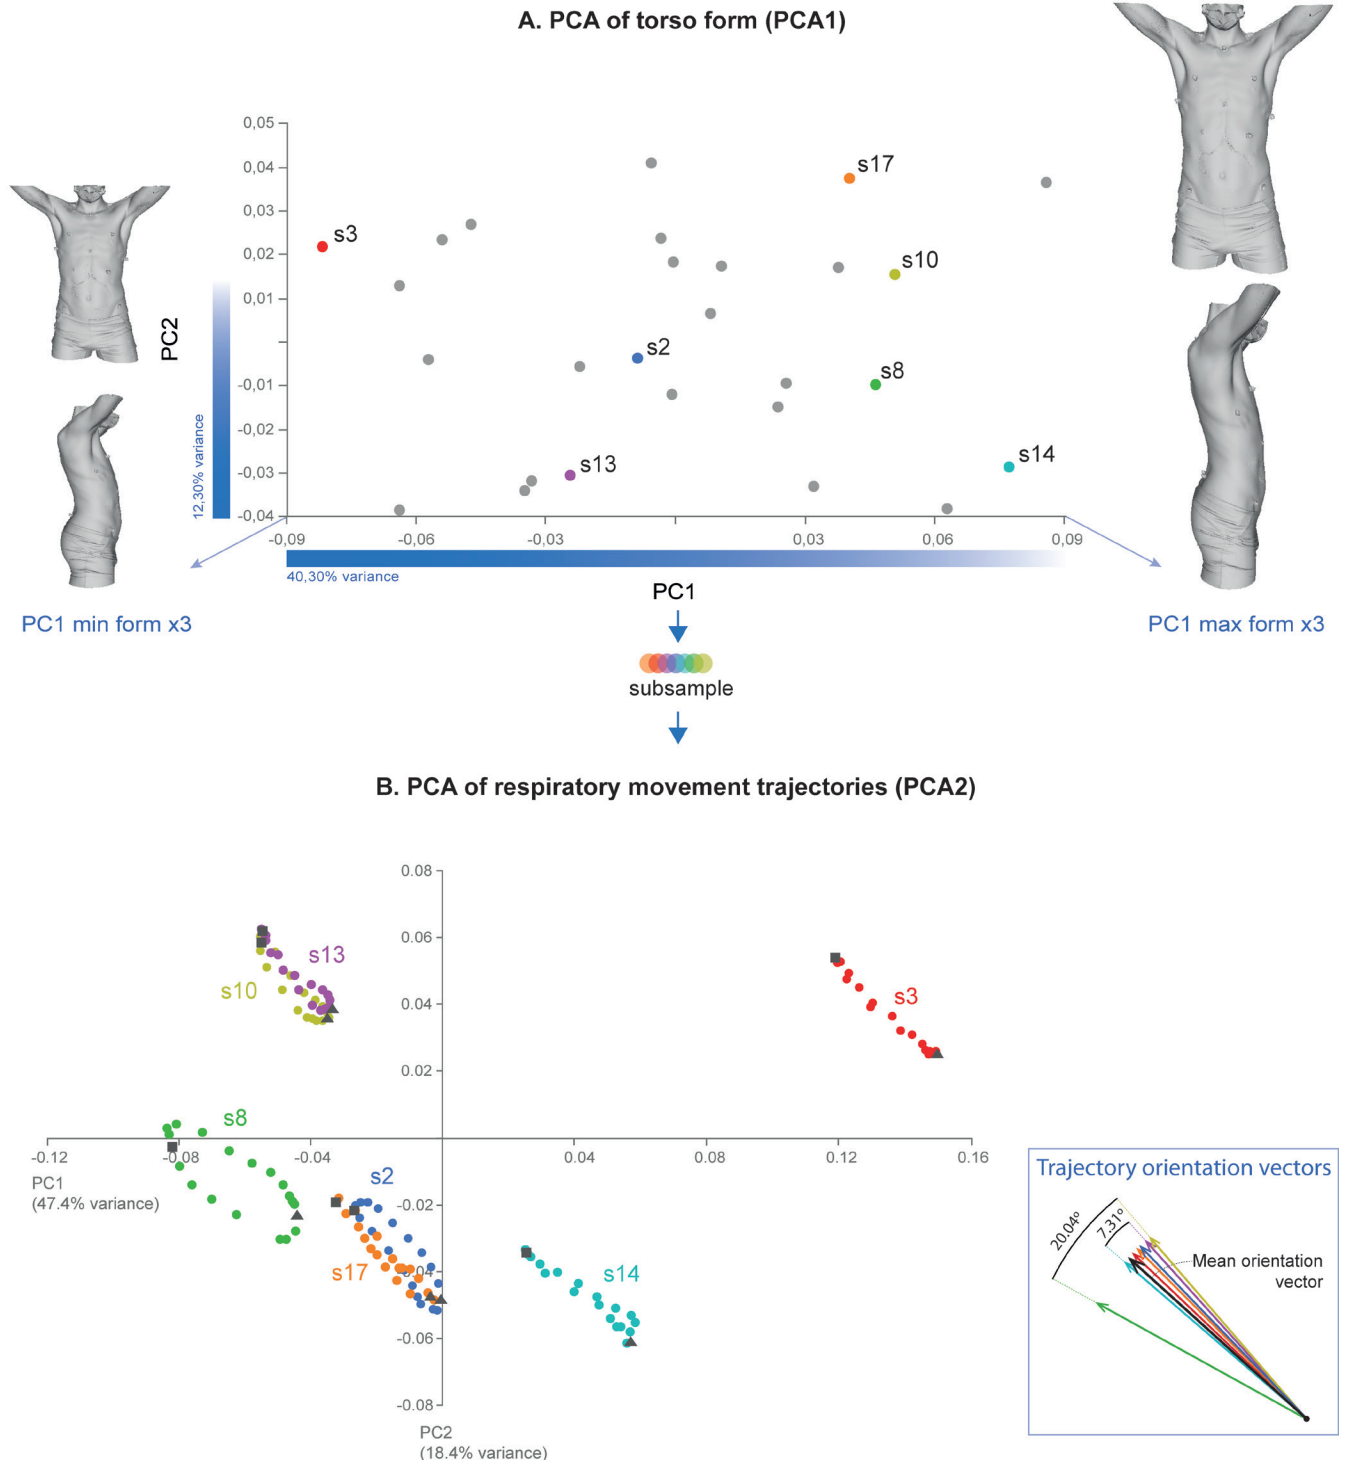 A. PCA of torso form (PCA1)
0,05
0,04
0,03
0,02
0,01
-0,01
-0,02
-0,03
-0,04
PC2
12,30% variance
s3
s17
s10
s2
s8
s13
s14
-0,09
-0,06
-0,03
0,03
0,06
0,09
40,30% variance
PC1
PC1 min form x3
PC1 max form x3
subsample
B. PCA of respiratory movement trajectories (PCA2)
0.08
0.06
0.04
0.02
-0.02
-0.04
-0.06
-0.08
s13
s10
s3
s8
s2
s17
s14
-0.12
-0.08
-0.04
0.04
0.08
0.12
0.16
PC1
(47.4% variance)
PC2
(18.4% variance)
Trajectory orientation vectors
20.04º
7.31º
Mean orientation
vector